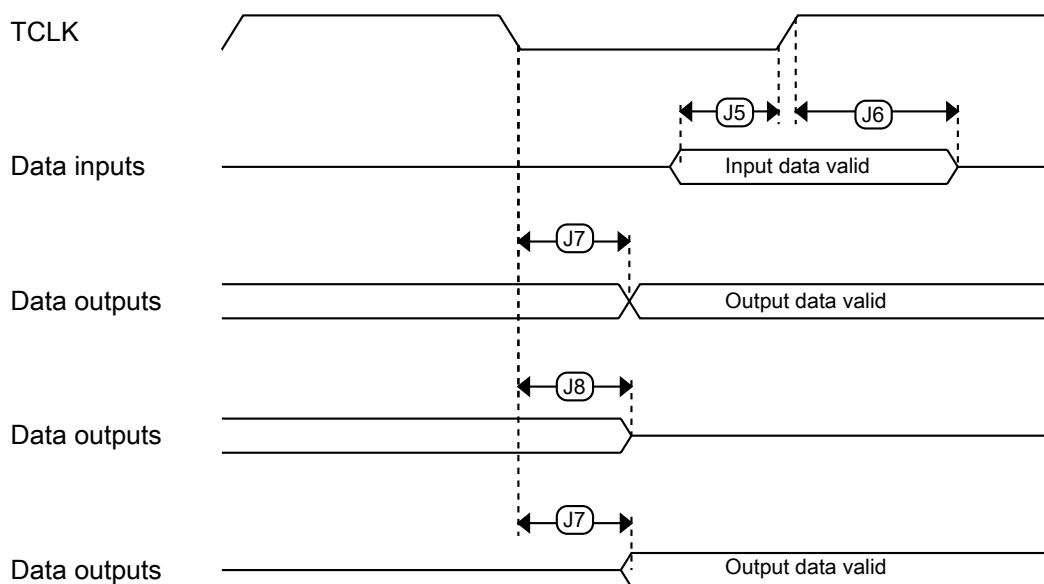 TCLK
J5
J6
Data inputs
Input data valid
J7
Data outputs
Output data valid
J8
Data outputs
J7
Data outputs
Output data valid